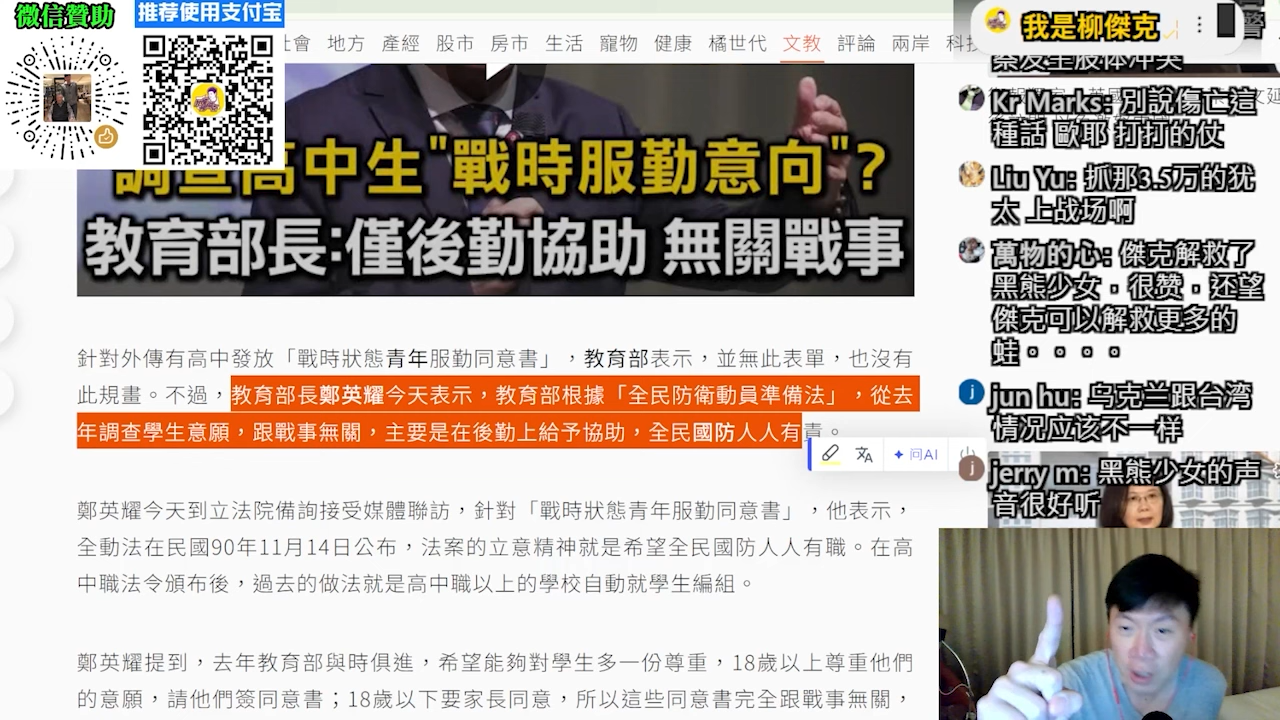 微信贊助
推荐使用支付宝
社會 地方 產經 股市 房市 生活 寵物 健康 橘世代 文教 評論 兩岸 科技
調查高中生"戰時服勤意向"?
教育部長:僅後勤協助 無關戰事
針對外傳有高中發放「戰時狀態青年服勤同意書」，教育部表示，並無此表單，也沒有
此規畫。不過，教育部長鄭英耀今天表示，教育部根據「全民防衛動員準備法」，從去
年調查學生意願，跟戰事無關，主要是在後勤上給予協助，全民國防人人有責。
问AI
鄭英耀今天到立法院備詢接受媒體聯訪，針對「戰時狀態青年服勤同意書」，他表示，
全動法在民國90年11月14日公布，法案的立意精神就是希望全民國防人人有職。在高
中職法令頒布後，過去的做法就是高中職以上的學校自動就學生編組。
鄭英耀提到，去年教育部與時俱進，希望能夠對學生多一份尊重，18歲以上尊重他們
的意願，請他們簽同意書；18歲以下要家長同意，所以這些同意書完全跟戰事無關，
我是柳傑克
Kr Marks: 別說傷亡這
種話 歐耶 打打的仗
Liu Yu: 抓那3.5万的犹
太 上战场啊
萬物的心: 傑克解救了
黑熊少女．很赞．还望
傑克可以解救更多的
蛙。。。。
jun hu: 乌克兰跟台湾
情况应该不一样
jerry m: 黑熊少女的声
音很好听